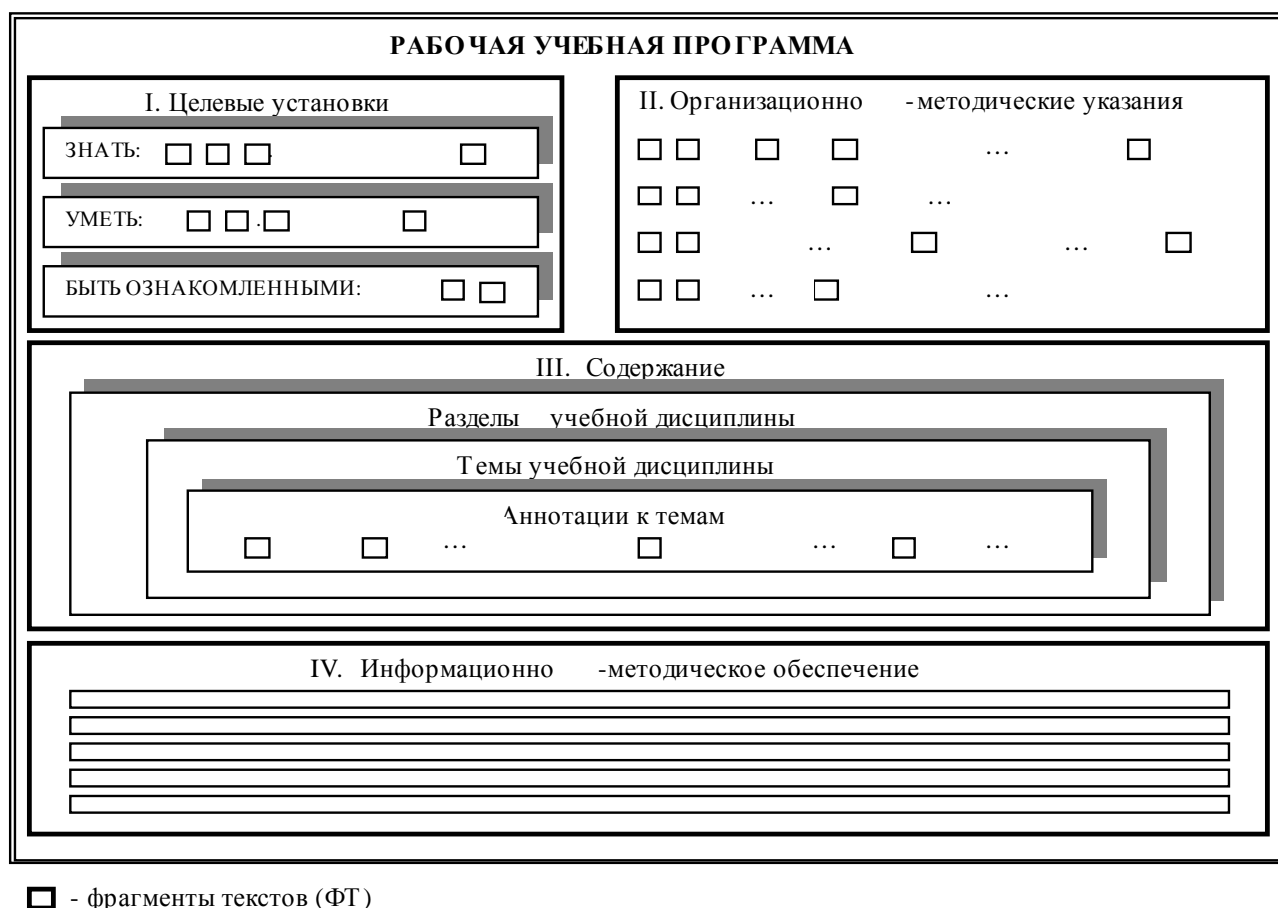 РАБОЧАЯ УЧЕБНАЯ ПРОГРАММА
I. Целевые установки
ЗНАТЬ:
УМЕТЬ:
БЫТЬ ОЗНАКОМЛЕННЫМИ:
II. Организационно -методические указания
… 
… …
… …
… …
III. Содержание
Разделы учебной дисциплины
Темы учебной дисциплины
Аннотации к темам
… … …
IV. Информационно -методическое обеспечение
- фрагменты текстов (ФТ)